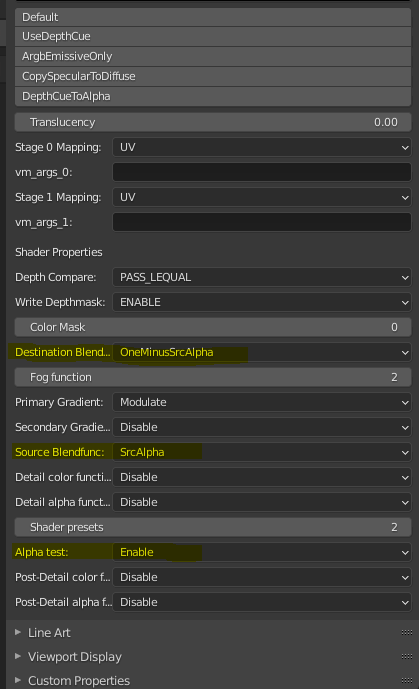 Default
UseDepthCue
ArgbEmissiveOnly
CopySpecularToDiffuse
DepthCueToAlpha
Translucency 0.00
Stage 0 Mapping: UV
vm_args_0:
Stage 1 Mapping: UV
vm_args_1:
Shader Properties
Depth Compare: PASS_LEQUAL
Write Depthmask: ENABLE
Color Mask 0
Destination Blend... OneMinusSrcAlpha
Fog function 2
Primary Gradient: Modulate
Secondary Gradie... Disable
Source Blendfunc: SrcAlpha
Detail color functi... Disable
Detail alpha funct... Disable
Shader presets 2
Alpha test: Enable
Post-Detail color f... Disable
Post-Detail alpha f... Disable
Line Art
Viewport Display
Custom Properties